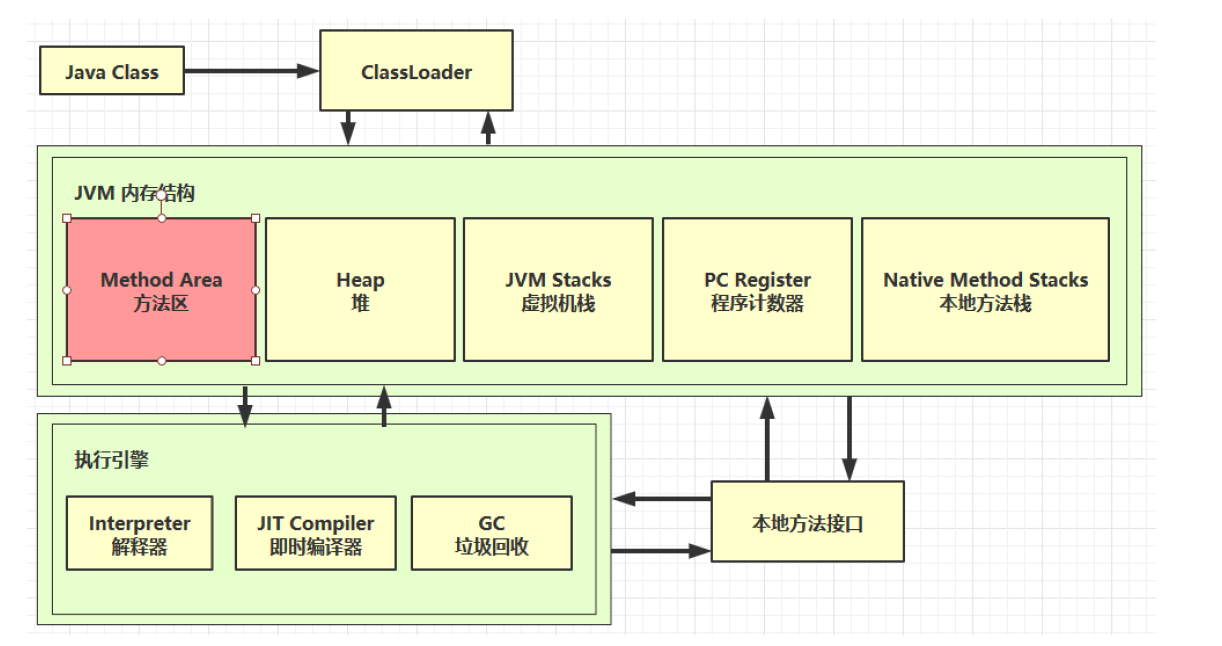 Java Class
ClassLoader
JVM 内存结构
Method Area
方法区
Heap
堆
JVM Stacks
虚拟机栈
PC Register
程序计数器
Native Method Stacks
本地方法栈
执行引擎
Interpreter
解释器
JIT Compiler
即时编译器
GC
垃圾回收
本地方法接口